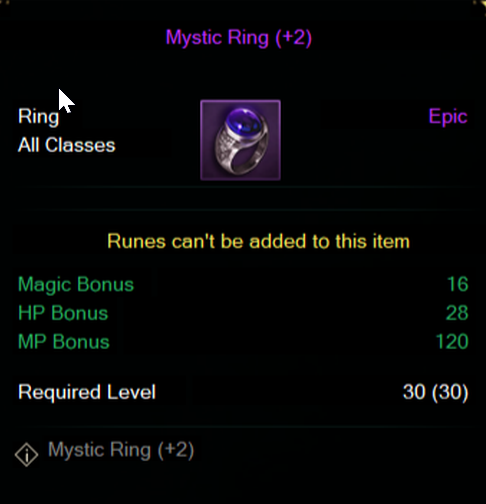 Mystic Ring (+2)
Ring
Epic
All Classes
Runes can't be added to this item
Magic Bonus 16
HP Bonus 28
MP Bonus 120
Required Level 30 (30)
Mystic Ring (+2)